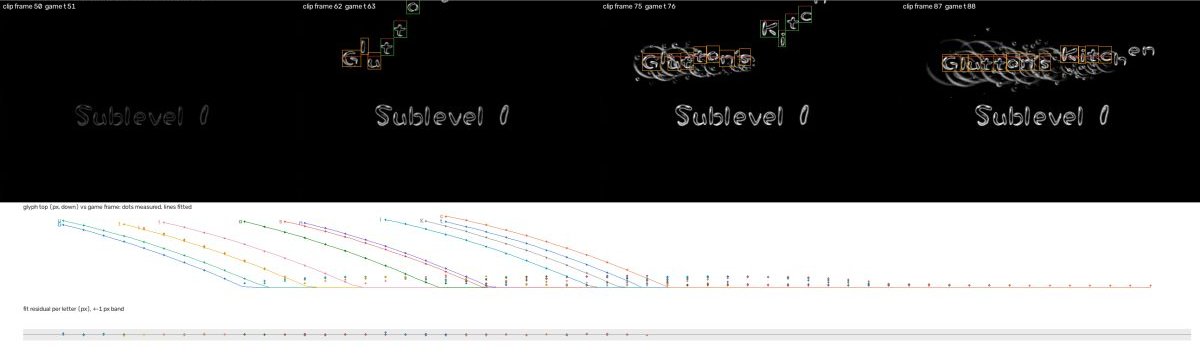 clip frame 50 game t 51
clip frame 62 game t 63
clip frame 75 game t 76
clip frame 87 game t 88
G l u t t o
Glutton's K i t c
Glutton's Kitchen
Sublevel 1
Sublevel 1
Sublevel 1
Sublevel 1
glyph top (px, down) vs game frame: dots measured, lines fitted
fit residual per letter (px), +-1 px band